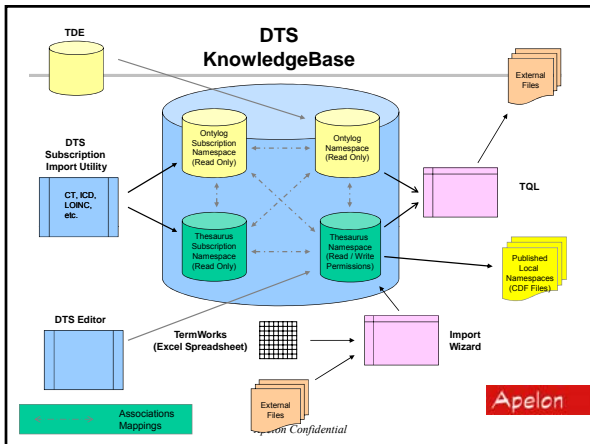 TDE
DTS
KnowledgeBase
External
Files
Ontylog
Subscription
Namespace
(Read Only)
Ontylog
Namespace
(Read Only)
DTS
Subscription
Import Utility
CT, ICD,
LOINC,
etc.
TQL
Thesaurus
Subscription
Namespace
(Read Only)
Thesaurus
Namespace
(Read / Write
Permissions)
Published
Local
Namespaces
(CDF Files)
DTS Editor
TermWorks
(Excel Spreadsheet)
Import
Wizard
External
Files
Associations
Mappings
Apelon Confidential
Apelon